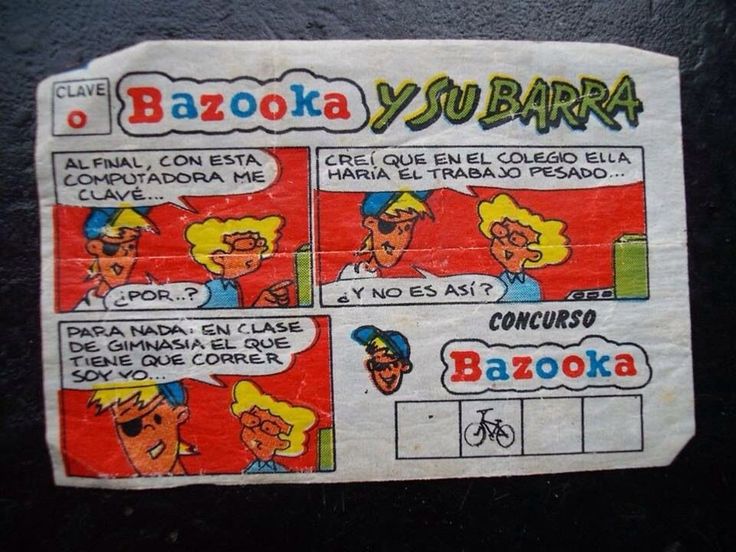 CLAVE
O
Bazooka Y SU BARRA
AL FINAL, CON ESTA
COMPUTADORA ME
CLAVÉ...
¿POR..?
CREÍ QUE EN EL COLEGIO ELLA
HARÍA EL TRABAJO PESADO...
¿Y NO ES ASÍ?
PARA NADA: EN CLASE
DE GIMNASIA EL QUE
TIENE QUE CORRER
SOY YO...
CONCURSO
Bazooka